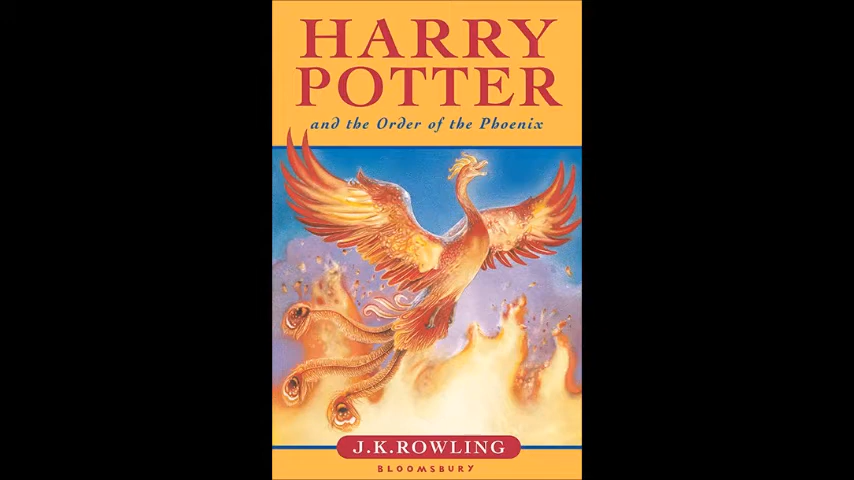 HARRY
POTTER
and the Order of the Phoenix
J.K.ROWLING
BLOOMSBURY